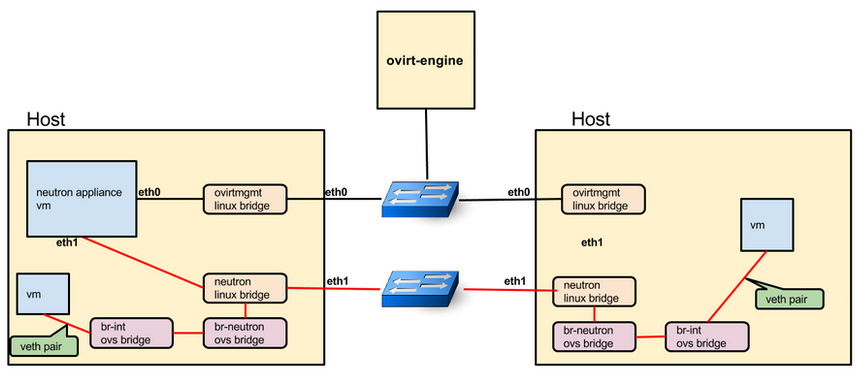 ovirt-engine
Host
neutron appliance
vm
eth0
ovirtmgmt
linux bridge
eth0
eth1
neutron
linux bridge
eth1
vm
br-int
ovs bridge
br-neutron
ovs bridge
veth pair
Host
eth0
ovirtmgmt
linux bridge
vm
eth1
eth1
neutron
linux bridge
veth pair
br-neutron
ovs bridge
br-int
ovs bridge